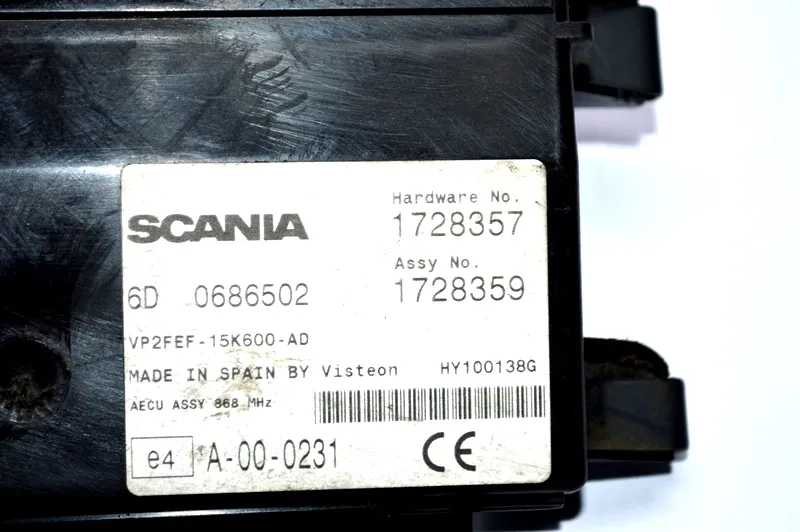 SCANIA
Hardware No.
1728357
Assy No.
6D 0686502
1728359
VP2FEF-15K600-AD
MADE IN SPAIN BY Visteon HY100138G
AECU ASSY 868 MHz
e4 A-00-0231 CE